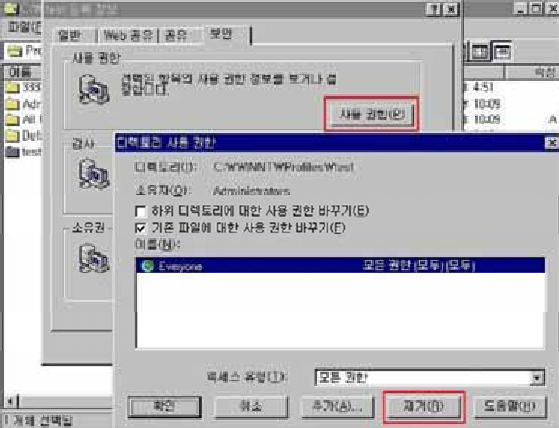 test 등록 정보
파일(F
일반 Web 공유 공유 보안
사용 권한
선택된 항목의 사용 권한 정보를 보거나 설
정합니다.
사용 권한(P)
이름
속성
333
4:51
Adr
10:09
All
10:09 A
Def
test
감사
소유권
디렉토리 사용 권한
디렉토리(I): C:\WINNT\Profiles\test
소유자(O): Administrators
하위 디렉토리에 대한 사용 권한 바꾸기(E)
기존 파일에 대한 사용 권한 바꾸기(F)
이름(N):
Everyone 모든 권한 (모두) (모두)
액세스 유형(T): 모든 권한
확인 취소 추가(A)... 제거(R) 도움말(H)
1 개체 선택됨